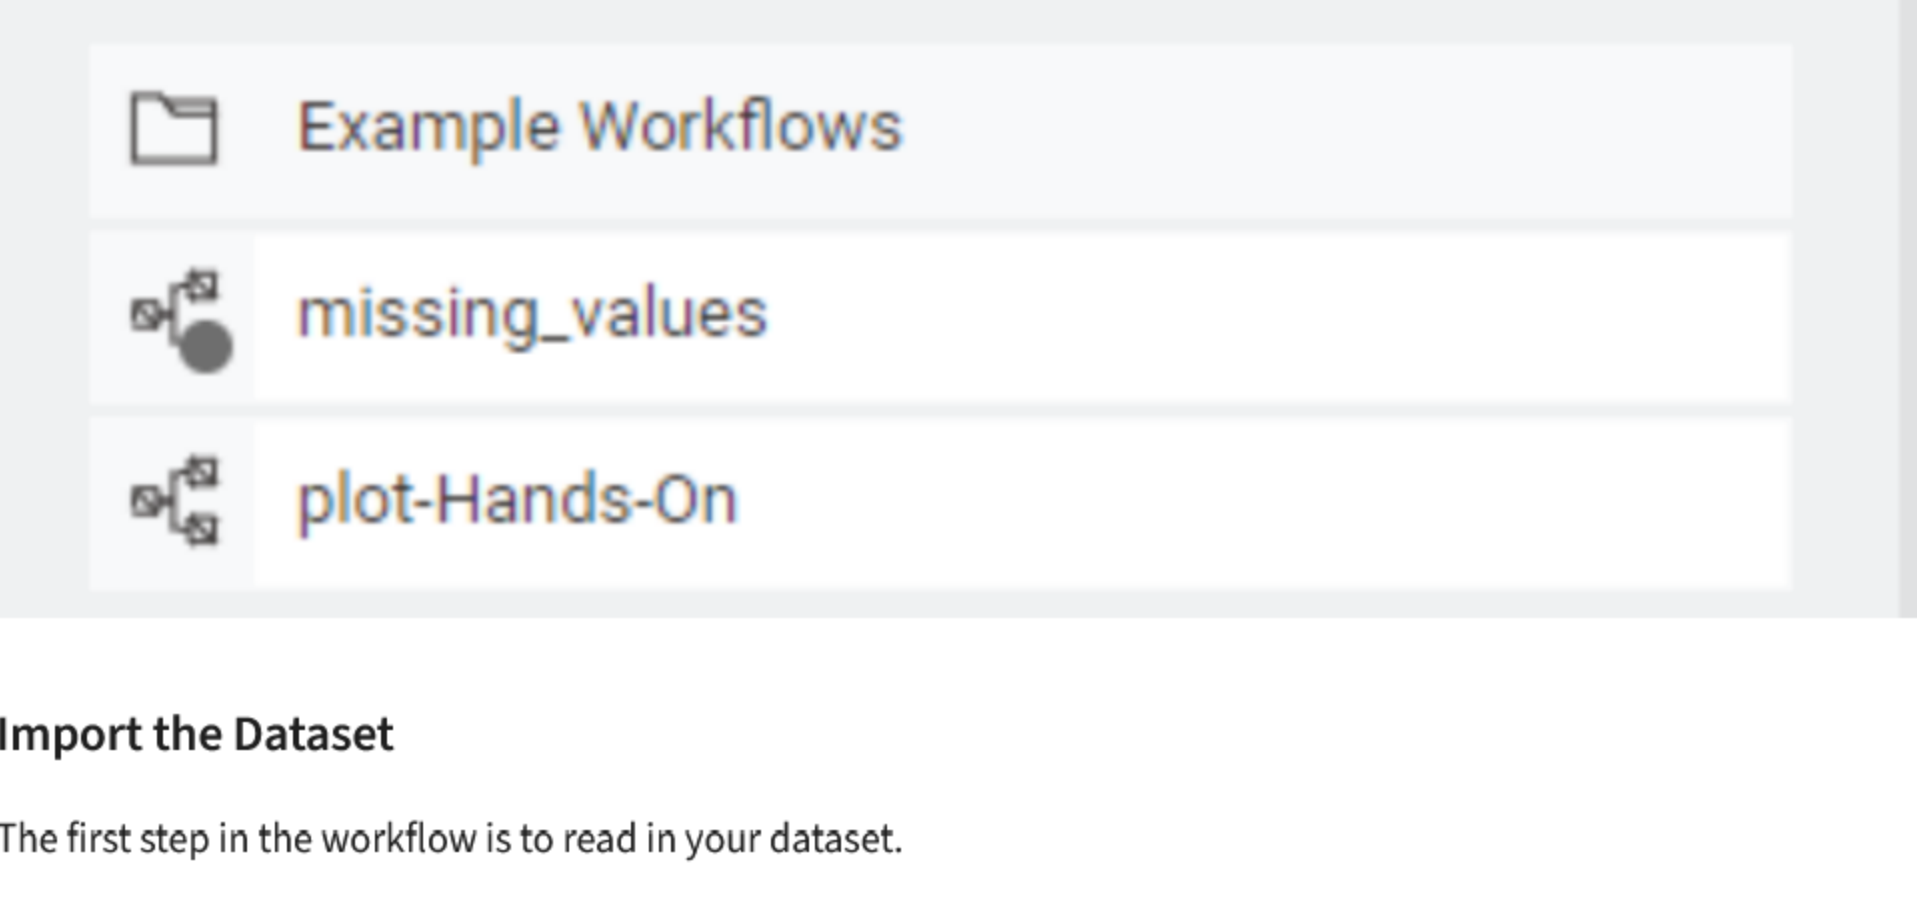 Example Workflows
missing_values
plot-Hands-On
Import the Dataset
The first step in the workflow is to read in your dataset.